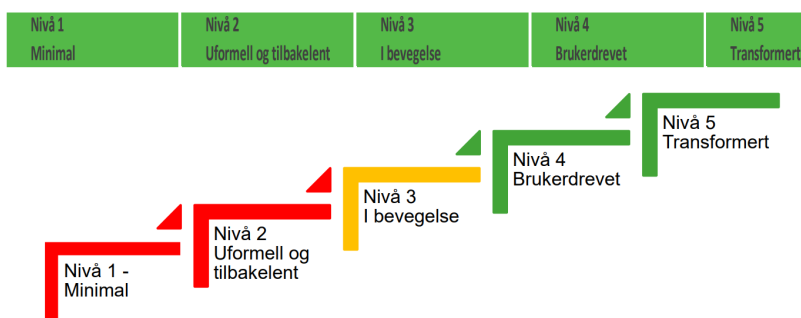 Nivå 1
Minimal
Nivå 2
Uformell og tilbakelent
Nivå 3
I bevegelse
Nivå 4
Brukerdrevet
Nivå 5
Transformert
Nivå 5
Transformert
Nivå 4
Brukerdrevet
Nivå 3
I bevegelse
Nivå 2
Uformell og
tilbakelent
Nivå 1 -
Minimal